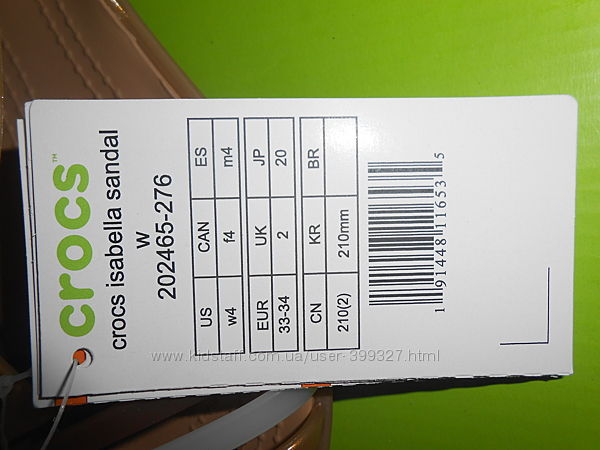 crocs™
crocs isabella sandal
w
202465-276
US CAN ES
w4 f4 m4
EUR UK JP
33-34 2 20
CN KR BR
210(2) 210mm
1 91448 11653 5
www.kidstaff.com.ua/user-399327.html